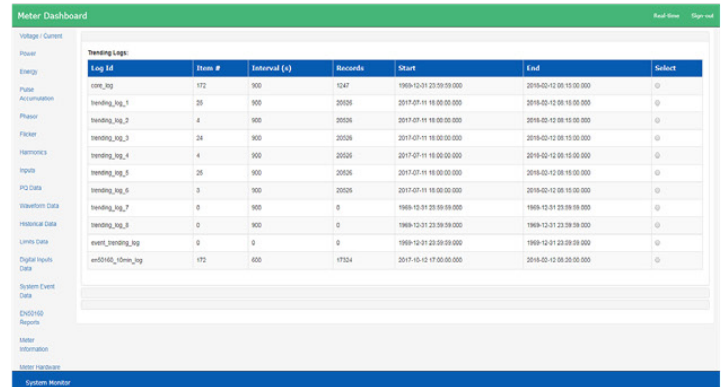 Meter Dashboard
Real-time Sign-out
Voltage / Current
Power
Energy
Pulse
Accumulation
Phasor
Flicker
Harmonics
Inputs
PQ Data
Waveform Data
Historical Data
Limits Data
Digital Inputs
Data
System Event
Data
EN50160
Reports
Meter
Information
Meter Hardware
Trending Logs:
Log Id Item # Interval (s) Records Start End Select
core_log 172 900 1247 1969-12-31 23:59:59:000 2018-02-12 08:15:00:000
trending_log_1 25 900 20526 2017-07-11 18:00:00:000 2018-02-12 08:15:00:000
trending_log_2 4 900 20526 2017-07-11 18:00:00:000 2018-02-12 08:15:00:000
trending_log_3 24 900 20526 2017-07-11 18:00:00:000 2018-02-12 08:15:00:000
trending_log_4 4 900 20526 2017-07-11 18:00:00:000 2018-02-12 08:15:00:000
trending_log_5 25 900 20526 2017-07-11 18:00:00:000 2018-02-12 08:15:00:000
trending_log_6 3 900 20526 2017-07-11 18:00:00:000 2018-02-12 08:15:00:000
trending_log_7 0 900 0 1969-12-31 23:59:59:000 1969-12-31 23:59:59:000
trending_log_8 0 900 0 1969-12-31 23:59:59:000 1969-12-31 23:59:59:000
event_trending_log 0 0 0 1969-12-31 23:59:59:000 1969-12-31 23:59:59:000
en50160_10min_log 172 600 17324 2017-10-12 17:00:00:000 2018-02-12 08:20:00:000
System Monitor